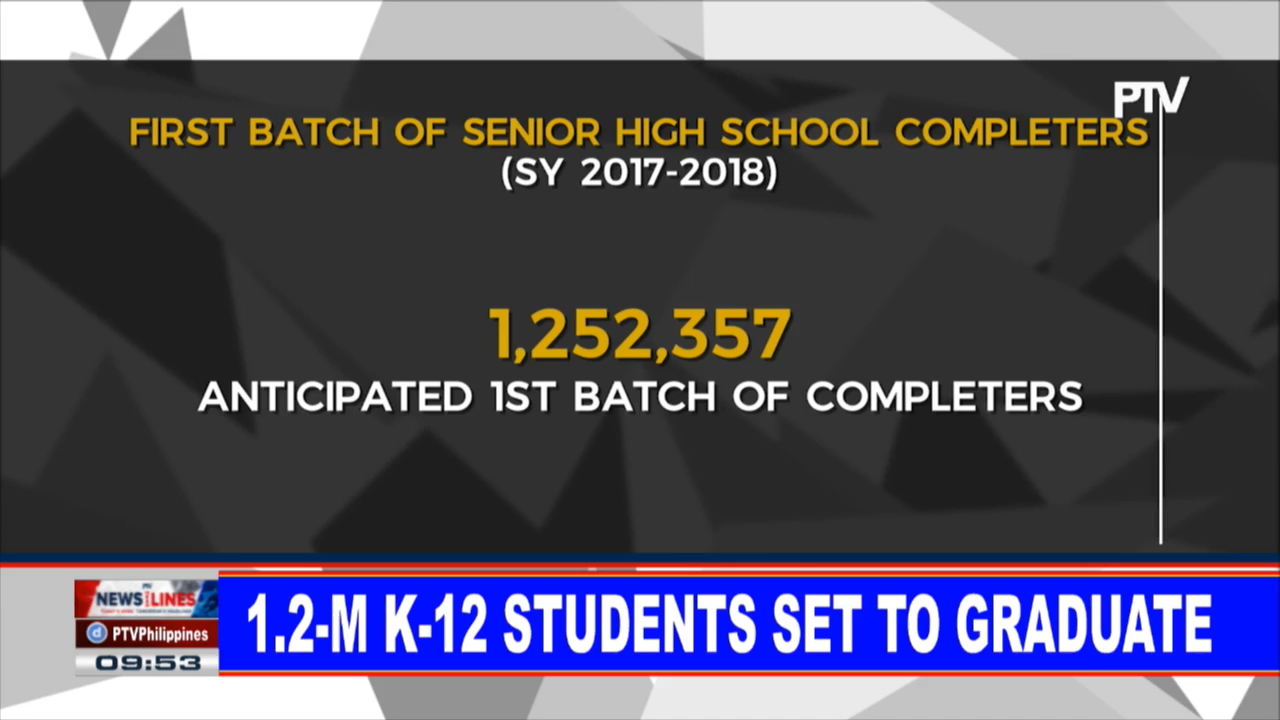 PTV
FIRST BATCH OF SENIOR HIGH SCHOOL COMPLETERS
(SY 2017-2018)
1,252,357
ANTICIPATED 1ST BATCH OF COMPLETERS
NEWS LINES
PTVPhilippines
09:53
1.2-M K-12 STUDENTS SET TO GRADUATE